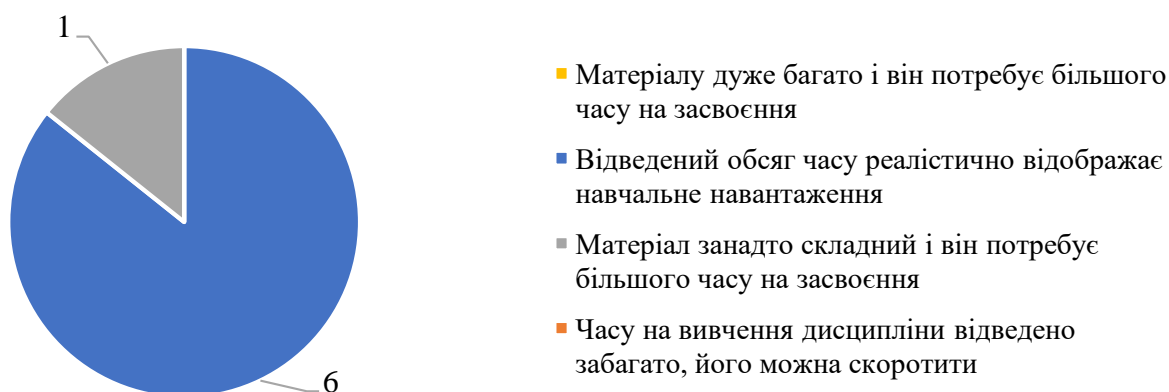 1
6
Матеріалу дуже багато і він потребує більшого
часу на засвоєння
Відведений обсяг часу реалістично відображає
навчальне навантаження
Матеріал занадто складний і він потребує
більшого часу на засвоєння
Часу на вивчення дисципліни відведено
забагато, його можна скоротити